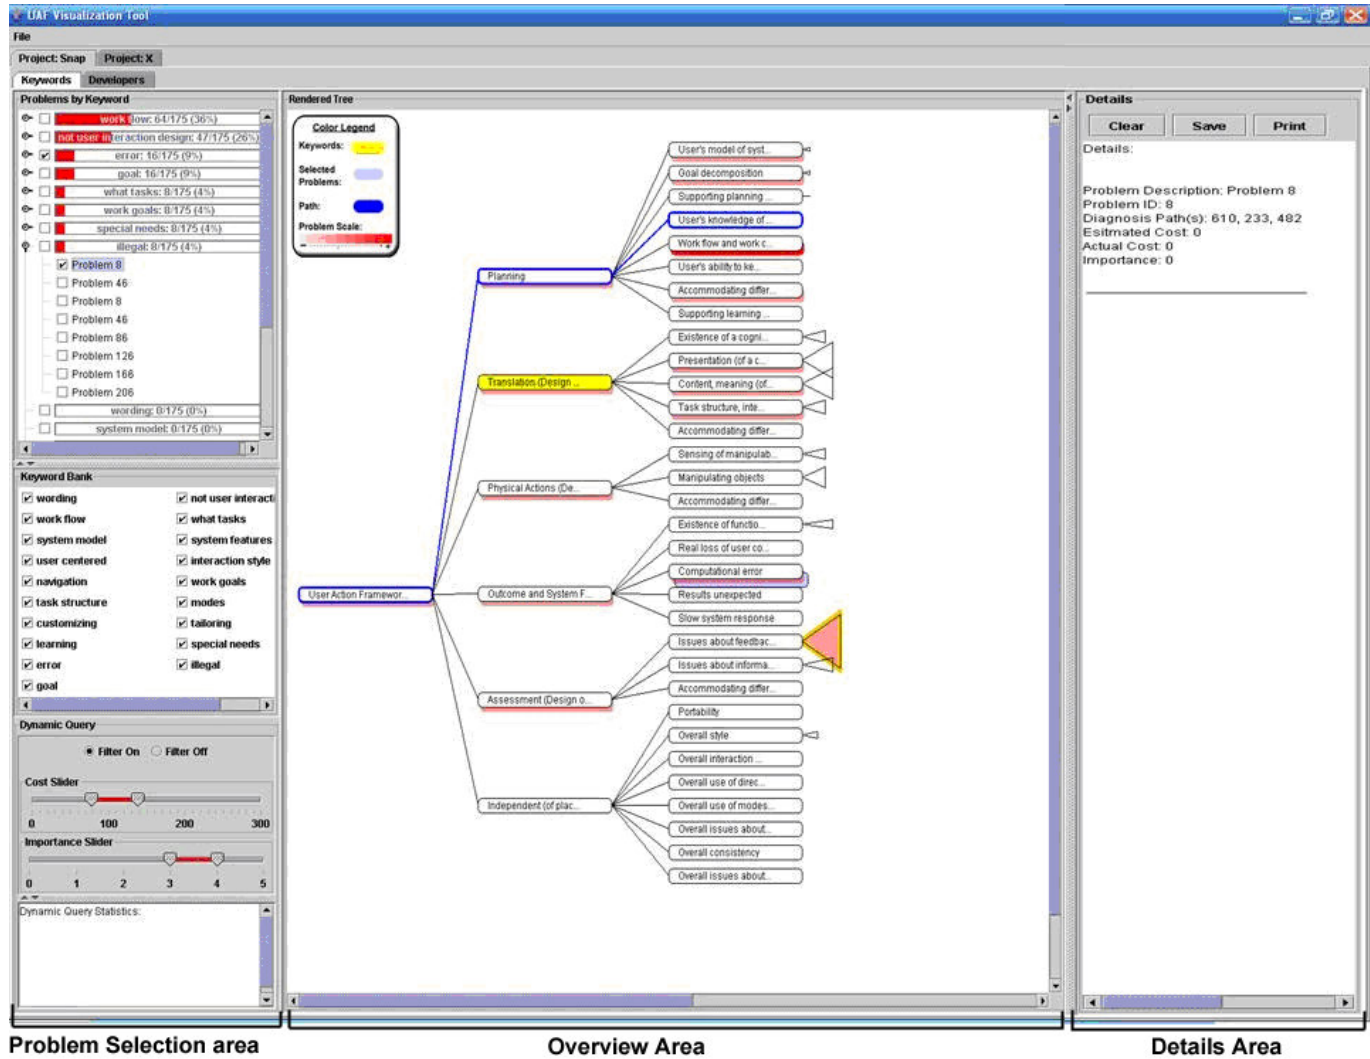 UAF Visualization Tool
File
Project: Snap Project: X
Keywords Developers
Problems by Keyword
work flow: 64/175 (36%)
not user interaction design: 47/175 (26%)
error: 16/175 (9%)
goal: 16/175 (9%)
what tasks: 8/175 (4%)
work goals: 8/175 (4%)
special needs: 8/175 (4%)
illegal: 8/175 (4%)
Problem 8
Problem 46
Problem 8
Problem 46
Problem 86
Problem 126
Problem 166
Problem 206
wording: 0/175 (0%)
system model: 0/175 (0%)
Keyword Bank
wording not user interacti
work flow what tasks
system model system features
user centered interaction style
navigation work goals
task structure modes
customizing tailoring
learning special needs
error illegal
goal
Dynamic Query
Filter On Filter Off
Cost Slider
0 100 200 300
Importance Slider
0 1 2 3 4 5
Dynamic Query Statistics:
Rendered Tree
Color Legend
Keywords:
Selected
Problems:
Path:
Problem Scale:
User Action Framewor...
Planning
Translation (Design ...
Physical Actions (De...
Outcome and System F...
Assessment (Design o...
Independent (of plac...
User's model of syst...
Goal decomposition
Supporting planning ...
User's knowledge of ...
Work flow and work c...
User's ability to ke...
Accommodating differ...
Supporting learning ...
Existence of a cogni...
Presentation (of a c...
Content, meaning (of...
Task structure, inte...
Accommodating differ...
Sensing of manipulab...
Manipulating objects
Accommodating differ...
Existence of functio...
Real loss of user co...
Computational error
Results unexpected
Slow system response
Issues about feedbac...
Issues about informa...
Accommodating differ...
Portability
Overall style
Overall interaction ...
Overall use of direc...
Overall use of modes...
Overall issues about...
Overall consistency
Overall issues about...
Details
Clear Save Print
Details:
Problem Description: Problem 8
Problem ID: 8
Diagnosis Path(s): 610, 233, 482
Esitmated Cost: 0
Actual Cost: 0
Importance: 0
Problem Selection area
Overview Area
Details Area